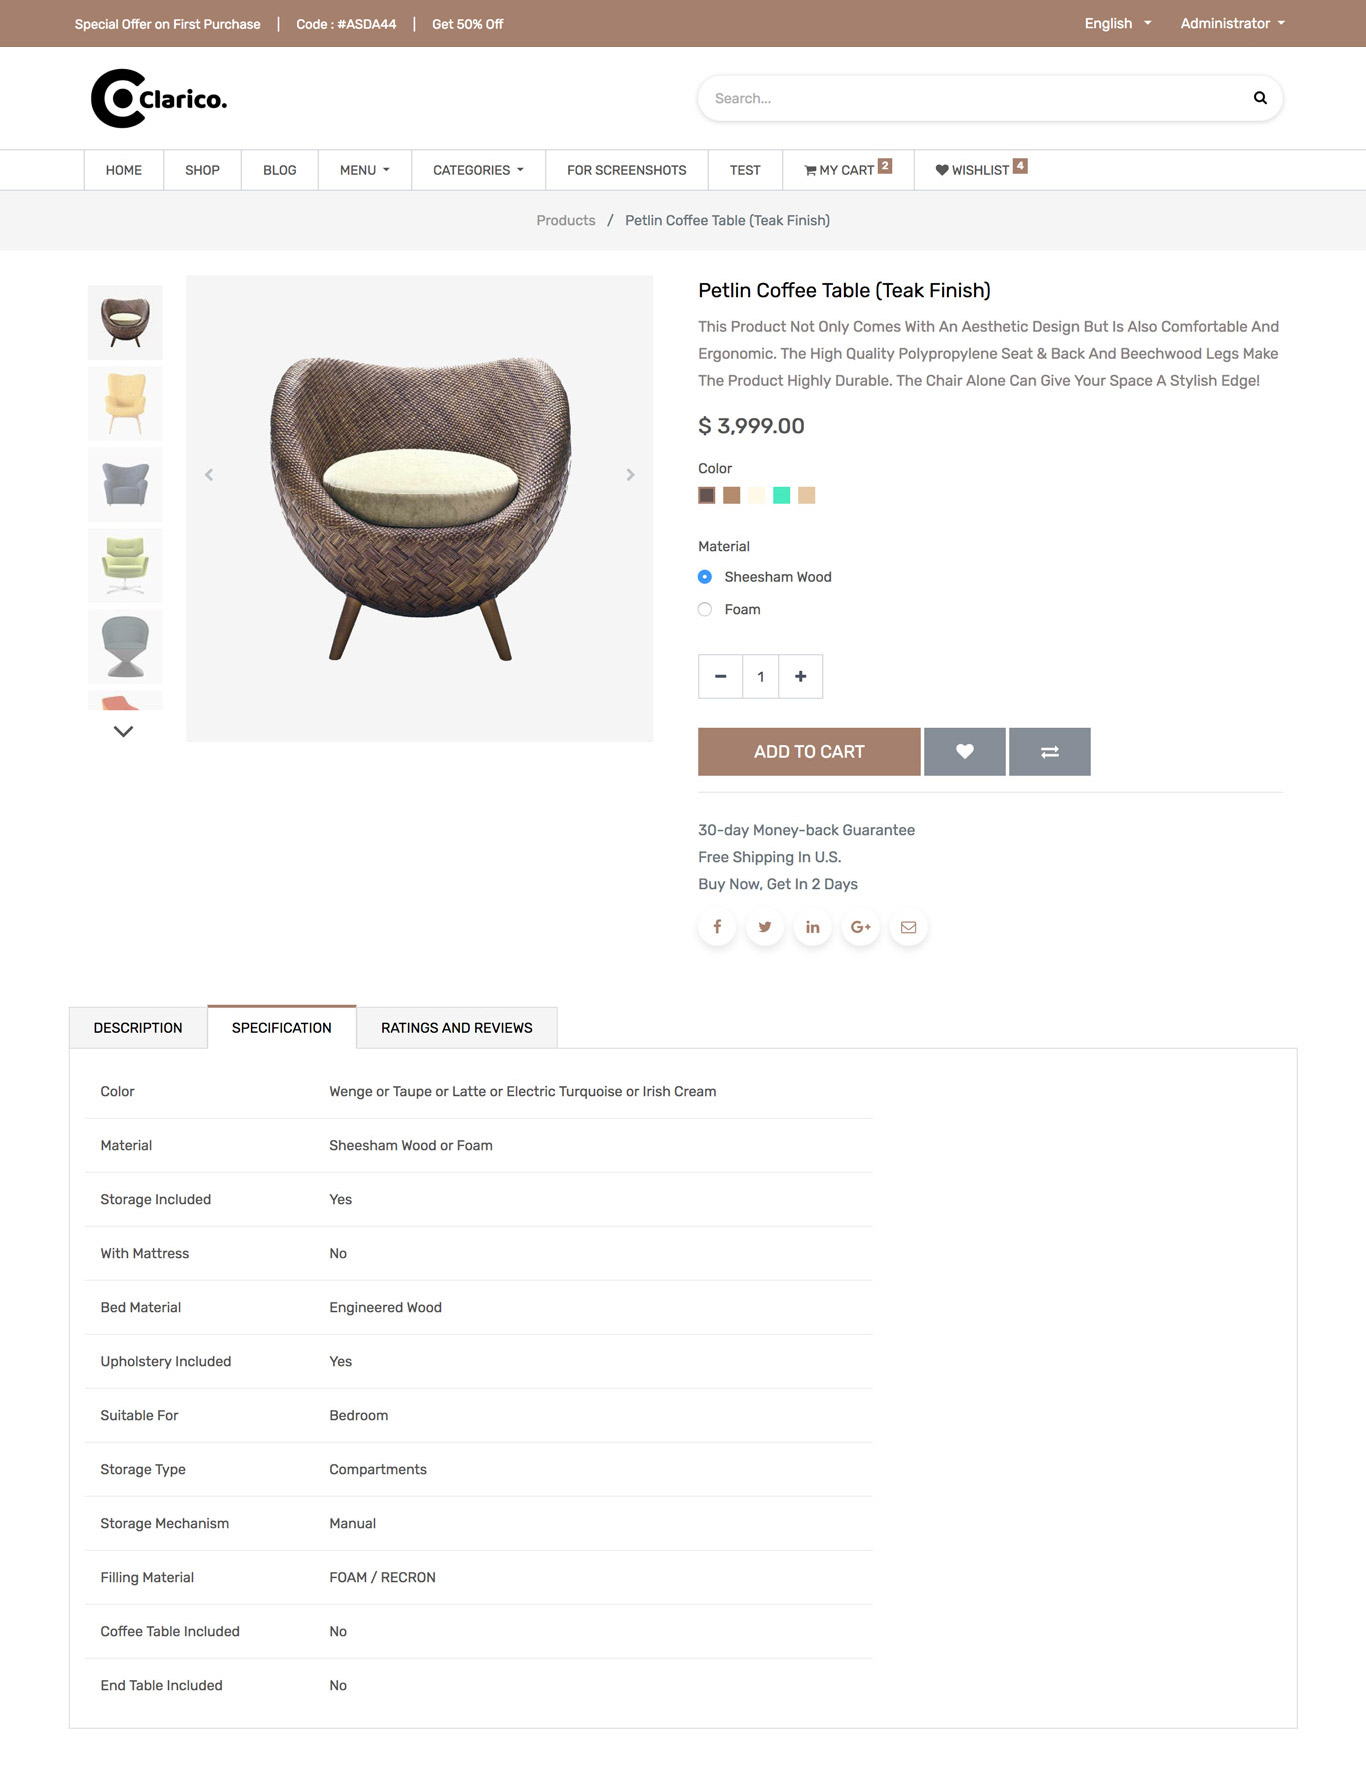 Special Offer on First Purchase | Code : #ASDA44 | Get 50% Off
English Administrator
Clarico.
Search...
HOME SHOP BLOG MENU CATEGORIES FOR SCREENSHOTS TEST MY CART 2 WISHLIST 4
Products / Petlin Coffee Table (Teak Finish)
Petlin Coffee Table (Teak Finish)
This Product Not Only Comes With An Aesthetic Design But Is Also Comfortable And
Ergonomic. The High Quality Polypropylene Seat & Back And Beechwood Legs Make
The Product Highly Durable. The Chair Alone Can Give Your Space A Stylish Edge!
$ 3,999.00
Color
Material
Sheesham Wood
Foam
1
ADD TO CART
30-day Money-back Guarantee
Free Shipping In U.S.
Buy Now, Get In 2 Days
DESCRIPTION SPECIFICATION RATINGS AND REVIEWS
Color Wenge or Taupe or Latte or Electric Turquoise or Irish Cream
Material Sheesham Wood or Foam
Storage Included Yes
With Mattress No
Bed Material Engineered Wood
Upholstery Included Yes
Suitable For Bedroom
Storage Type Compartments
Storage Mechanism Manual
Filling Material FOAM / RECRON
Coffee Table Included No
End Table Included No